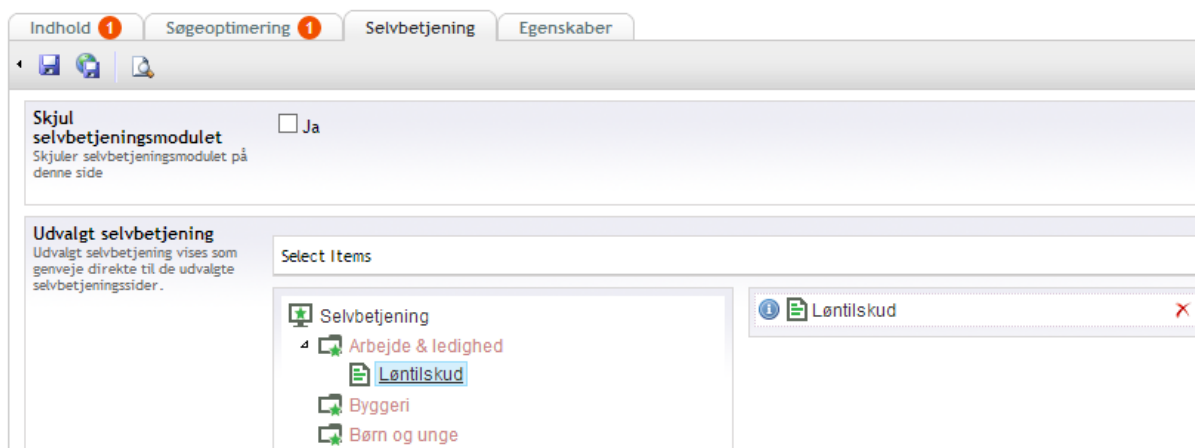 Indhold 1 Søgeoptimering 1 Selvbetjening Egenskaber
Skjul
selvbetjeningsmodulet
Skjuler selvbetjeningsmodulet på
denne side
Ja
Udvalgt selvbetjening
Udvalgt selvbetjening vises som
genveje direkte til de udvalgte
selvbetjeningssider.
Select Items
Selvbetjening
Arbejde & ledighed
Løntilskud
Byggeri
Børn og unge
Løntilskud